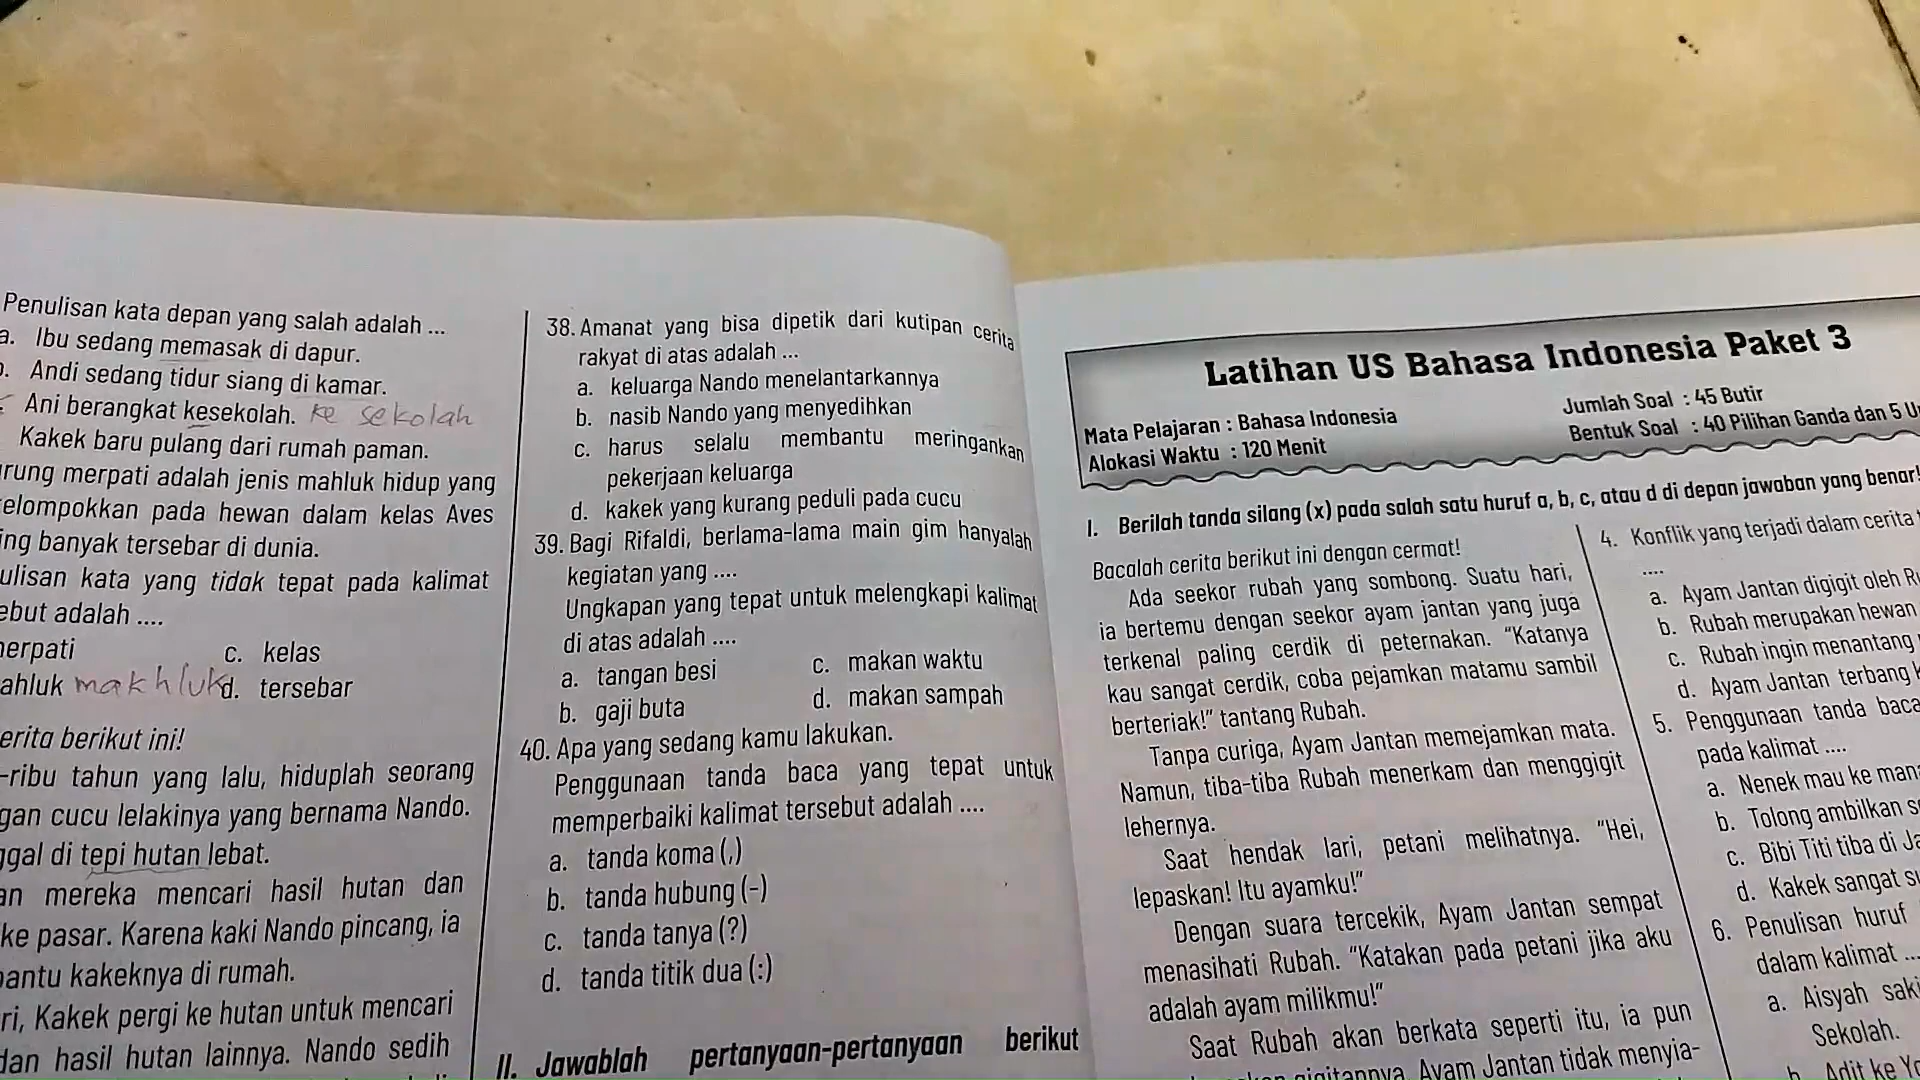 Penulisan kata depan yang salah adalah ...
a. Ibu sedang memasak di dapur.
Andi sedang tidur siang di kamar.
Ani berangkat kesekolah. ke sekolah
Kakek baru pulang dari rumah paman.
merpati adalah jenis mahluk hidup yang
pada hewan dalam kelas Aves
banyak tersebar di dunia.
kata yang tidak tepat pada kalimat
adalah ....
c. kelas
makhluk d. tersebar
berikut ini!
-ribu tahun yang lalu, hiduplah seorang
cucu lelakinya yang bernama Nando.
di tepi hutan lebat.
mereka mencari hasil hutan dan
ke pasar. Karena kaki Nando pincang, ia
kakeknya di rumah.
Kakek pergi ke hutan untuk mencari
dan hasil hutan lainnya. Nando sedih
38. Amanat yang bisa dipetik dari kutipan cerita
rakyat di atas adalah ...
a. keluarga Nando menelantarkannya
b. nasib Nando yang menyedihkan
c. harus selalu membantu meringankan
pekerjaan keluarga
d. kakek yang kurang peduli pada cucu
39. Bagi Rifaldi, berlama-lama main gim hanyalah
kegiatan yang ....
Ungkapan yang tepat untuk melengkapi kalimat
di atas adalah ....
a. tangan besi c. makan waktu
b. gaji buta d. makan sampah
40. Apa yang sedang kamu lakukan.
Penggunaan tanda baca yang tepat untuk
memperbaiki kalimat tersebut adalah ....
a. tanda koma (,)
b. tanda hubung (-)
c. tanda tanya (?)
d. tanda titik dua (:)
II. Jawablah pertanyaan-pertanyaan berikut
Latihan US Bahasa Indonesia Paket 3
Mata Pelajaran : Bahasa Indonesia
Alokasi Waktu : 120 Menit
Jumlah Soal : 45 Butir
Bentuk Soal : 40 Pilihan Ganda dan 5
I. Berilah tanda silang (x) pada salah satu huruf a, b, c, atau d di depan jawaban yang benar!
Bacalah cerita berikut ini dengan cermat!
Ada seekor rubah yang sombong. Suatu hari,
ia bertemu dengan seekor ayam jantan yang juga
terkenal paling cerdik di peternakan. "Katanya
kau sangat cerdik, coba pejamkan matamu sambil
berteriak!" tantang Rubah.
Tanpa curiga, Ayam Jantan memejamkan mata.
Namun, tiba-tiba Rubah menerkam dan menggigit
lehernya.
Saat hendak lari, petani melihatnya. "Hei,
lepaskan! Itu ayamku!"
Dengan suara tercekik, Ayam Jantan sempat
menasihati Rubah. "Katakan pada petani jika aku
adalah ayam milikmu!"
Saat Rubah akan berkata seperti itu, ia pun
Ayam Jantan tidak menyia-
4. Konflik yang terjadi dalam cerita
....
a. Ayam Jantan digigit oleh
b. Rubah merupakan hewan
c. Rubah ingin menantang
d. Ayam Jantan terbang
5. Penggunaan tanda baca
pada kalimat ....
a. Nenek mau ke
b. Tolong ambilkan
c. Bibi Titi tiba di
d. Kakek sangat
6. Penulisan huruf
dalam kalimat ...
a. Aisyah
Sekolah.
b. Adit ke